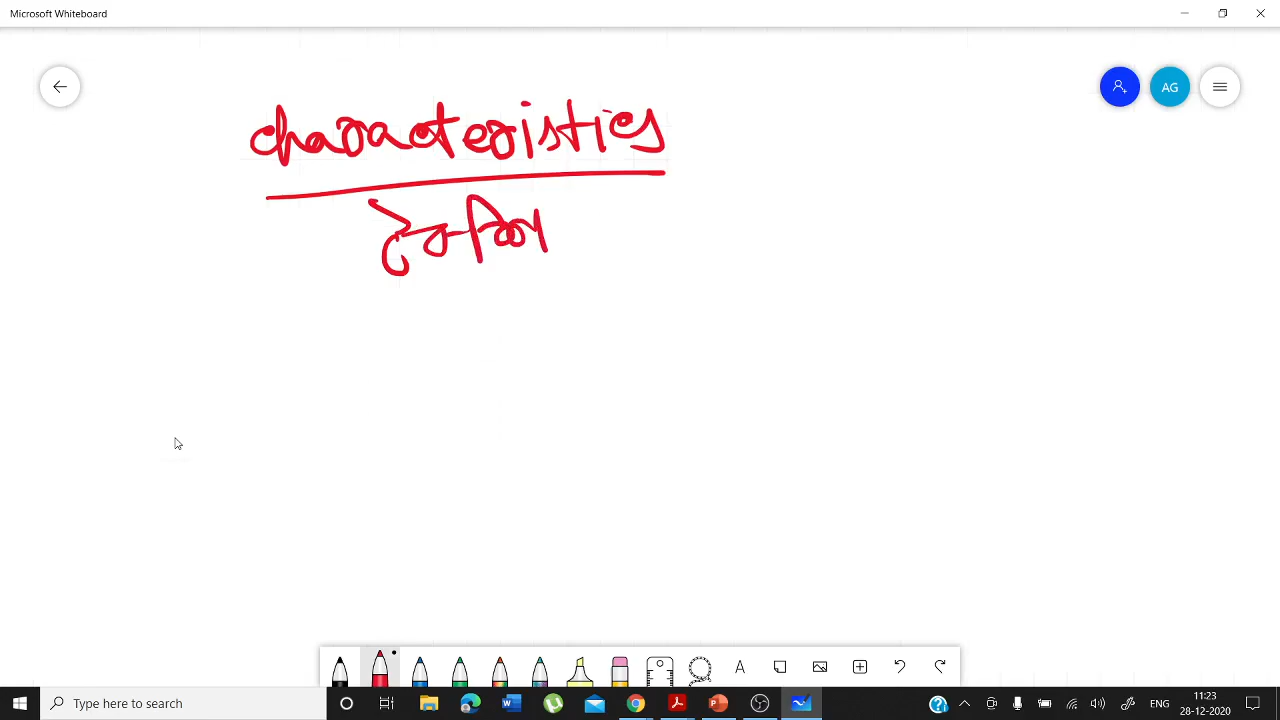 Microsoft Whiteboard
AG
characteristics
A
Type here to search
ENG
11:23
28-12-2020